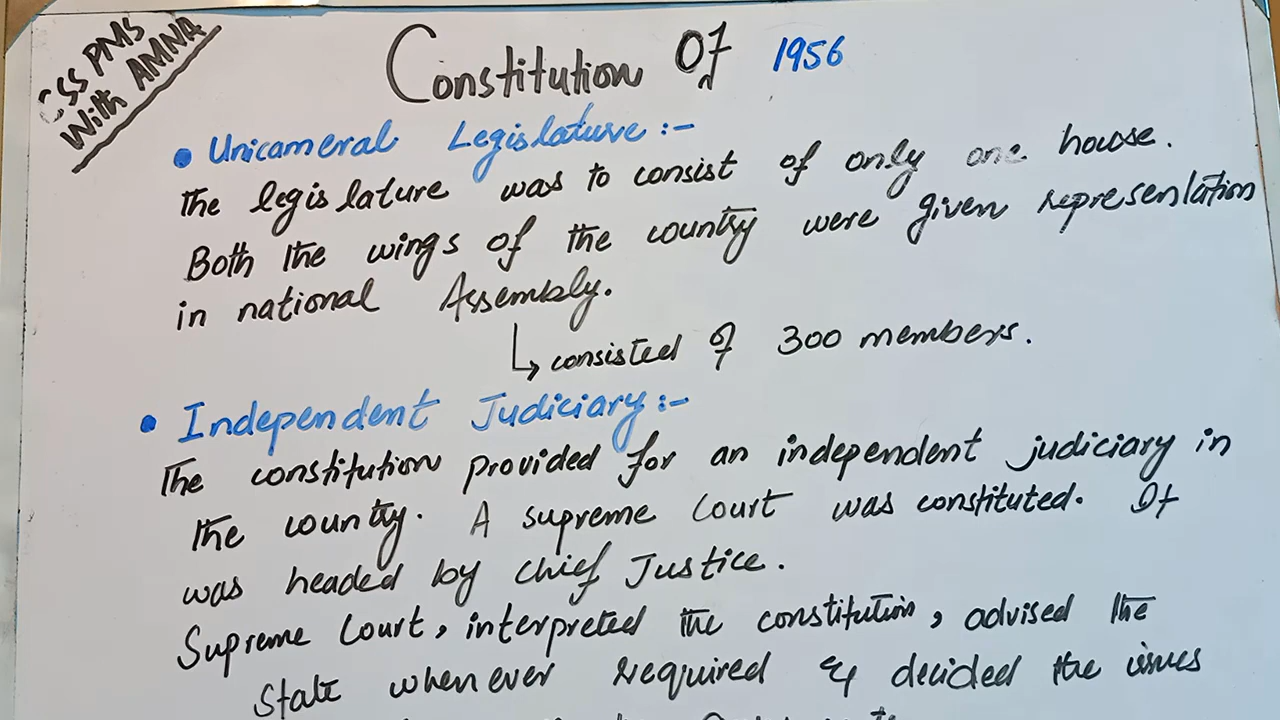 CSS PMS
With AMNA
Constitution Of 1956
• Unicameral Legislature :-
The legislature was to consist of only one house.
Both the wings of the country were given representation
in national Assembly.
↳ consisted of 300 members.
• Independent Judiciary :-
The constitution provided for an independent judiciary in
the country. A supreme Court was constituted. It
was headed by Chief Justice.
Supreme Court, interpreted the constitution, advised the
State whenever required & decided the issues